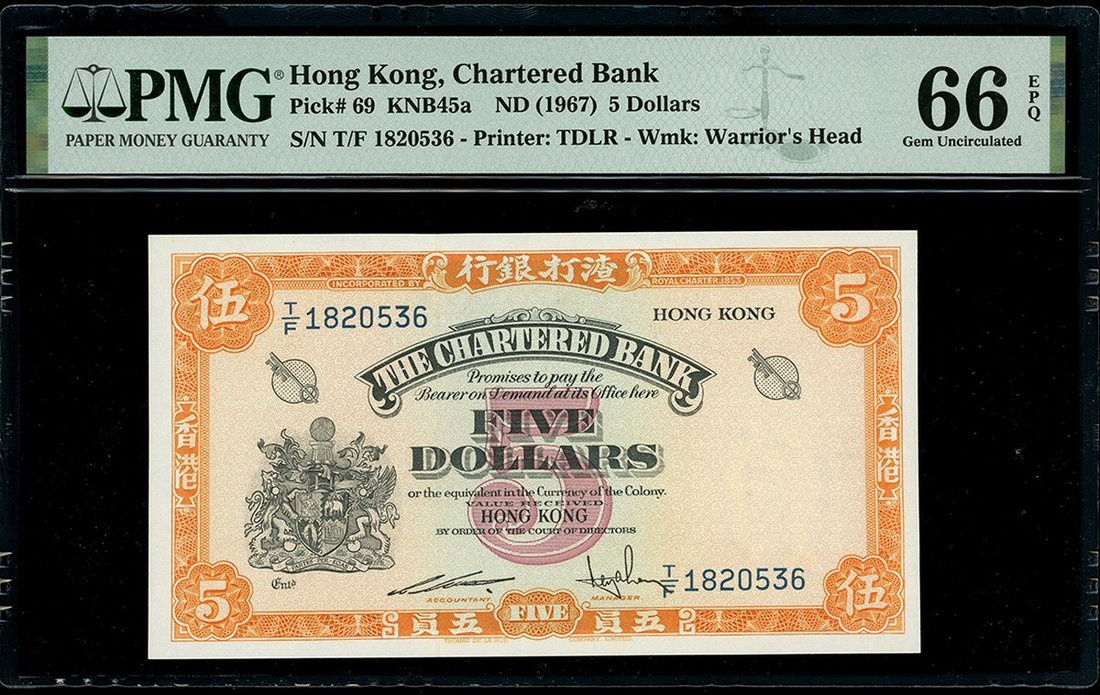 PMG®
PAPER MONEY GUARANTY
Hong Kong, Chartered Bank
Pick# 69 KNB45a ND (1967) 5 Dollars
S/N T/F 1820536 - Printer: TDLR - Wmk: Warrior's Head
66 EPQ
Gem Uncirculated
行銀打渣
INCORPORATED BY ROYAL CHARTER 1853
伍
5
T/F 1820536
HONG KONG
THE CHARTERED BANK
Promises to pay the
Bearer on Demand at its Office here
5
FIVE
DOLLARS
or the equivalent in the Currency of the Colony.
VALUE RECEIVED
HONG KONG
BY ORDER OF THE COURT OF DIRECTORS
香港
香港
Entd
ACCOUNTANT
MANAGER
T/F 1820536
5
員五
FIVE
員五
伍